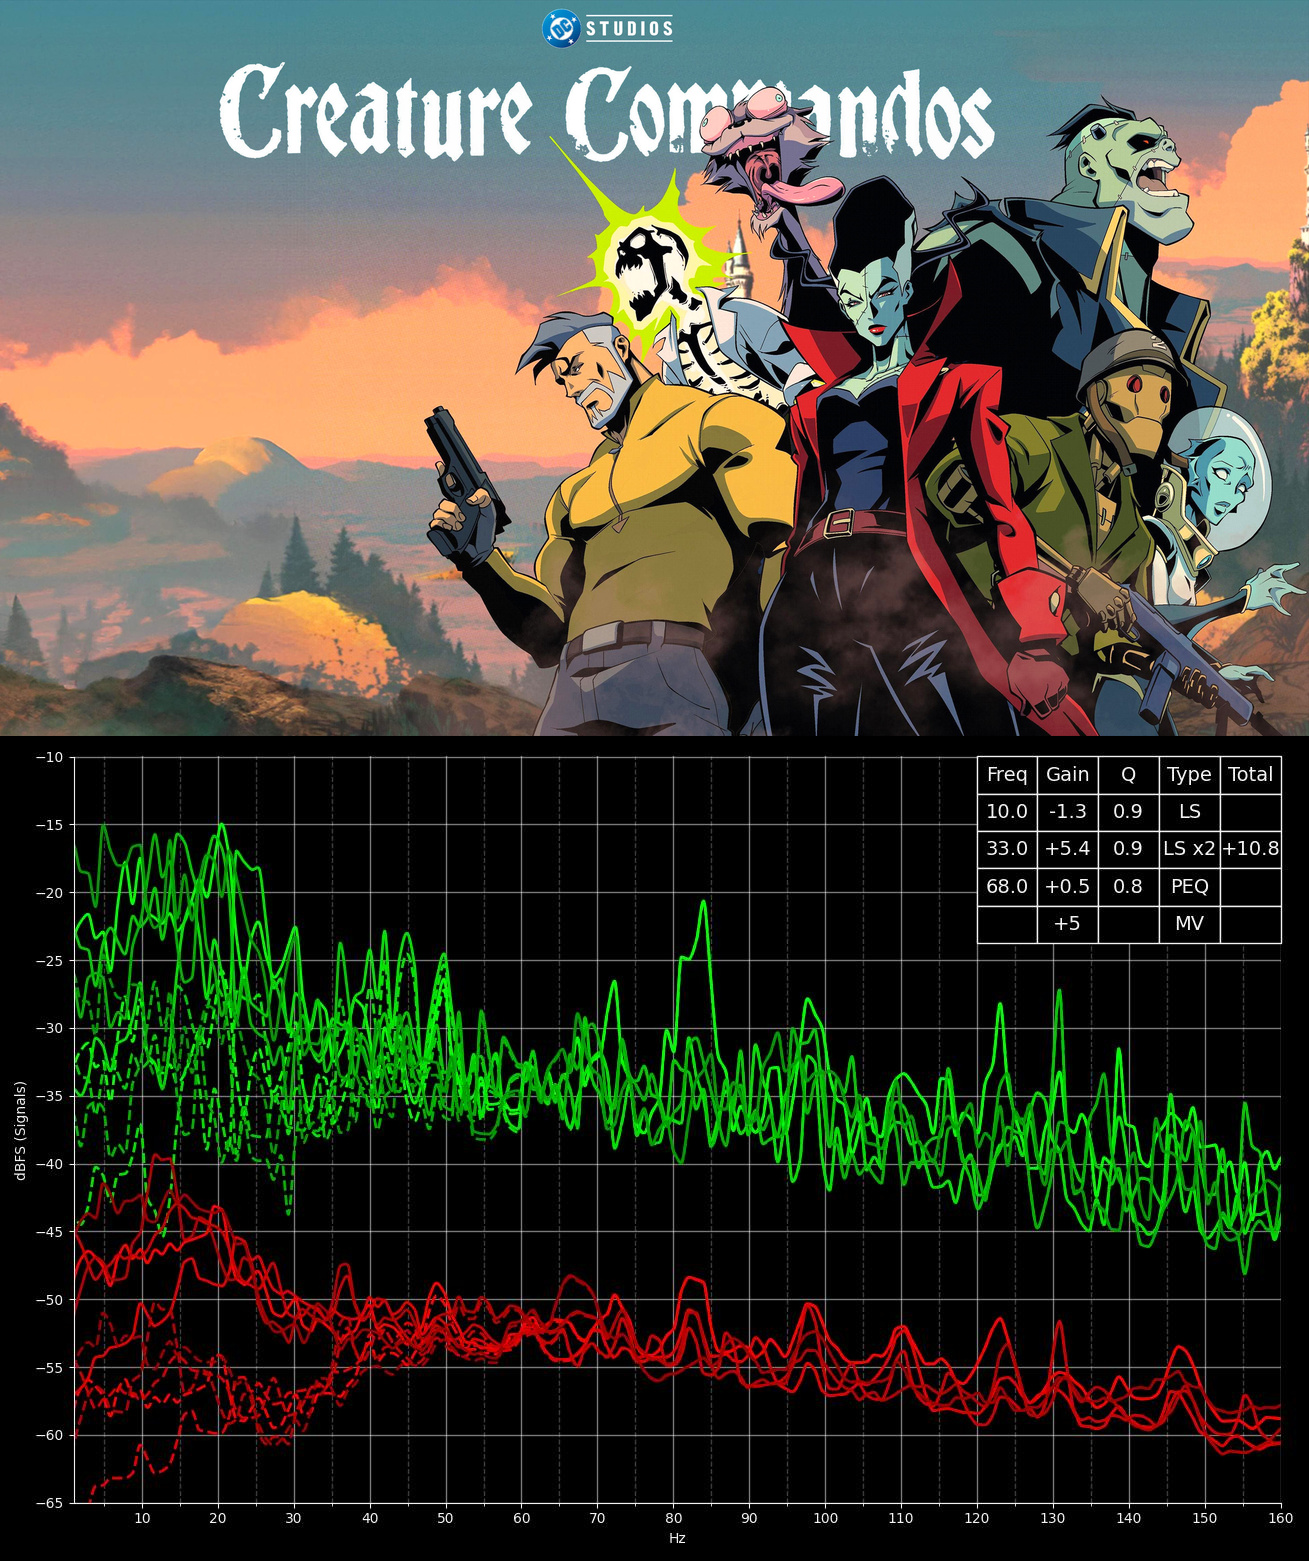 DC STUDIOS
Creature Commandos
Freq Gain Q Type Total
10.0 -1.3 0.9 LS
33.0 +5.4 0.9 LS x2 +10.8
68.0 +0.5 0.8 PEQ
+5 MV
−10
−15
−20
−25
−30
−35
−40
−45
−50
−55
−60
−65
dBFS (Signals)
10 20 30 40 50 60 70 80 90 100 110 120 130 140 150 160
Hz